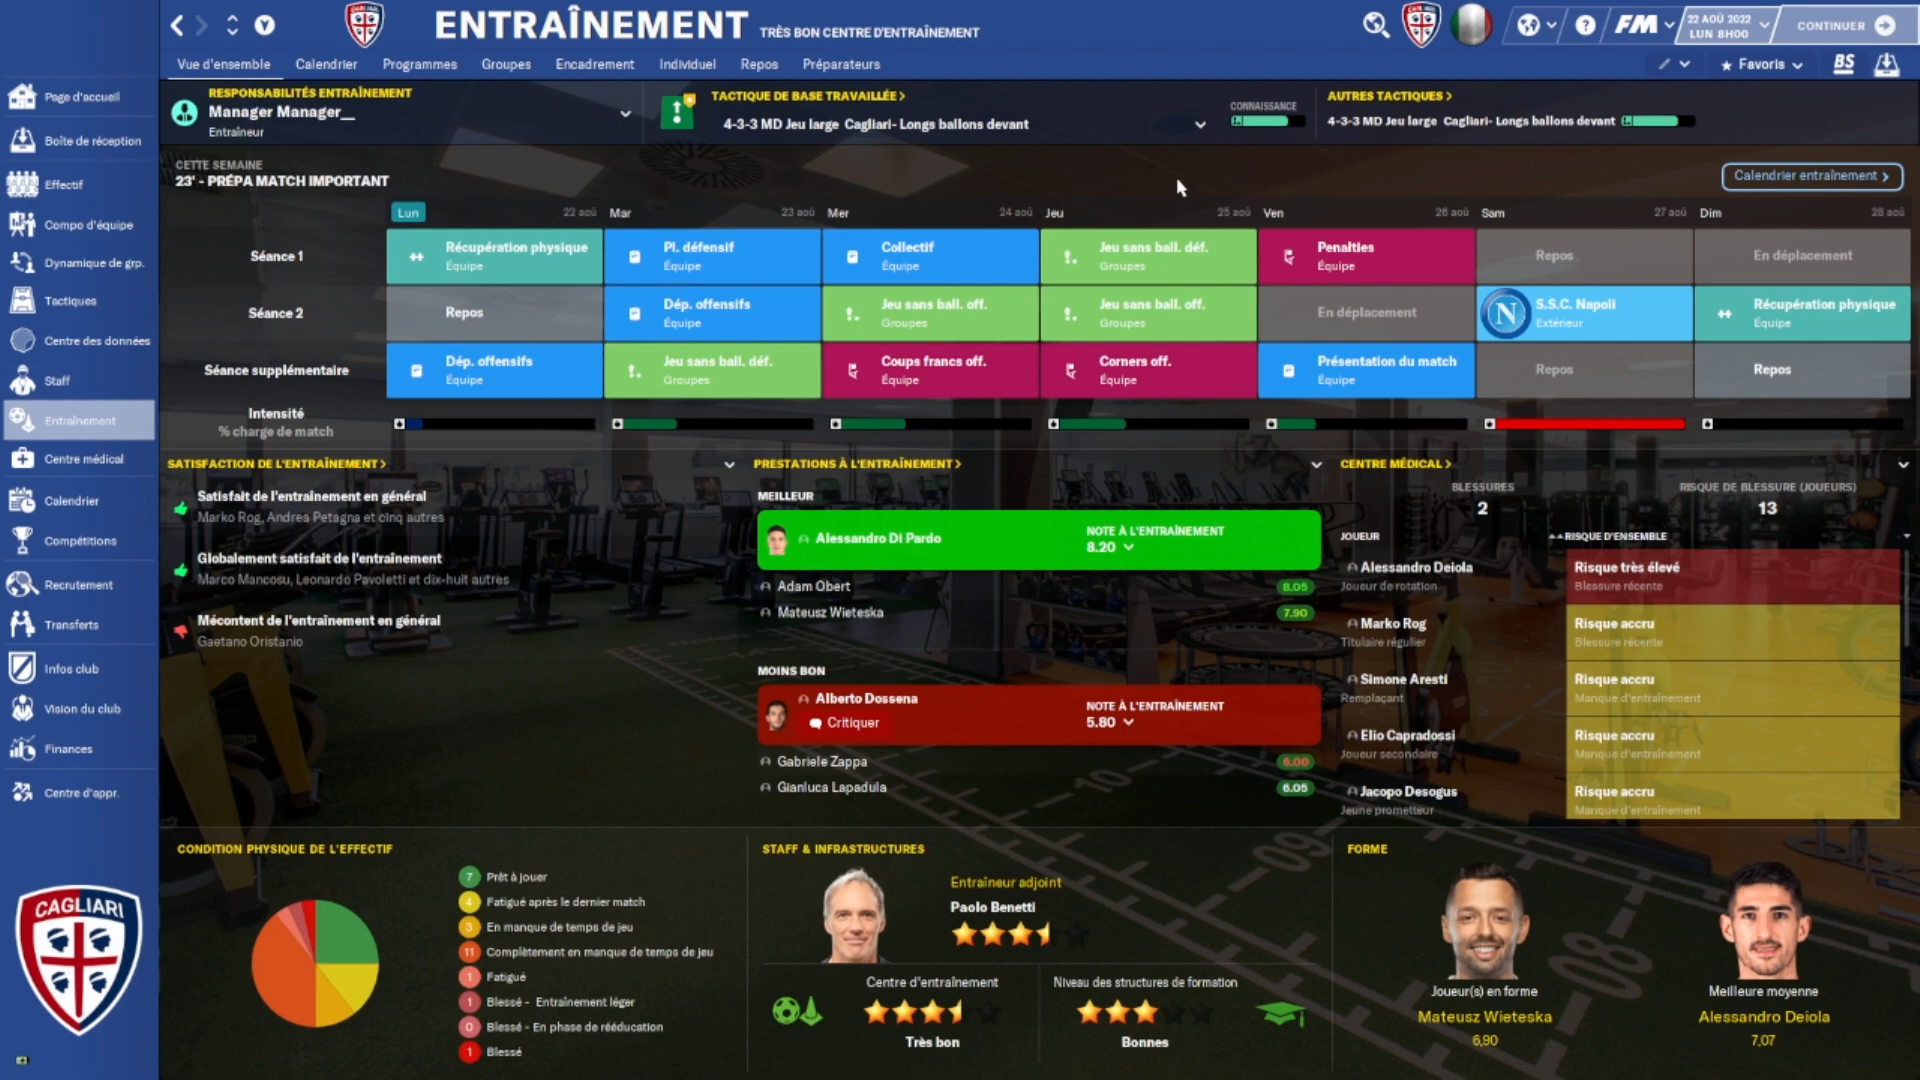 ENTRAÎNEMENT
TRÈS BON CENTRE D'ENTRAÎNEMENT
22 AOÛ 2022
LUN 8H00
CONTINUER
FM
Vue d'ensemble
Calendrier
Programmes
Groupes
Encadrement
Individuel
Repos
Préparateurs
Favoris
BS
Page d'accueil
Boîte de réception
Effectif
Compo d'équipe
Dynamique de grp.
Tactiques
Centre des données
Staff
Entraînement
Centre médical
Calendrier
Compétitions
Recrutement
Transferts
Infos club
Vision du club
Finances
Centre d'appr.
CAGLIARI
RESPONSABILITÉS ENTRAÎNEMENT
Manager Manager__
Entraîneur
TACTIQUE DE BASE TRAVAILLÉE >
4-3-3 MD Jeu large Cagliari- Longs ballons devant
CONNAISSANCE
AUTRES TACTIQUES >
4-3-3 MD Jeu large Cagliari- Longs ballons devant
CETTE SEMAINE
23' - PRÉPA MATCH IMPORTANT
Calendrier entraînement >
Lun 22 aoû Mar 23 aoû Mer 24 aoû Jeu 25 aoû Ven 26 aoû Sam 27 aoû Dim 28 aoû
Séance 1
Récupération physique
Équipe
Pl. défensif
Équipe
Collectif
Équipe
Jeu sans ball. déf.
Groupes
Penalties
Équipe
Repos
En déplacement
Séance 2
Repos
Dép. offensifs
Équipe
Jeu sans ball. off.
Groupes
Jeu sans ball. off.
Groupes
En déplacement
N
S.S.C. Napoli
Extérieur
Récupération physique
Équipe
Séance supplémentaire
Dép. offensifs
Équipe
Jeu sans ball. déf.
Groupes
Coups francs off.
Équipe
Corners off.
Équipe
Présentation du match
Équipe
Repos
Repos
Intensité
% charge de match
SATISFACTION DE L'ENTRAÎNEMENT >
Satisfait de l'entraînement en général
Marko Rog, Andrea Petagna et cinq autres
Globalement satisfait de l'entraînement
Marco Mancosu, Leonardo Pavoletti et dix-huit autres
Mécontent de l'entraînement en général
Gaetano Oristanio
PRESTATIONS À L'ENTRAÎNEMENT >
MEILLEUR
Alessandro Di Pardo
NOTE À L'ENTRAÎNEMENT
8.20
Adam Obert 8.05
Mateusz Wieteska 7.90
MOINS BON
Alberto Dossena
Critiquer
NOTE À L'ENTRAÎNEMENT
5.80
Gabriele Zappa 6.00
Gianluca Lapadula 6.05
CENTRE MÉDICAL >
BLESSURES
2
RISQUE DE BLESSURE (JOUEURS)
13
JOUEUR
RISQUE D'ENSEMBLE
Alessandro Deiola
Joueur de rotation
Risque très élevé
Blessure récente
Marko Rog
Titulaire régulier
Risque accru
Blessure récente
Simone Aresti
Remplaçant
Risque accru
Manque d'entraînement
Elio Capradossi
Joueur secondaire
Risque accru
Manque d'entraînement
Jacopo Desogus
Jeune prometteur
Risque accru
Manque d'entraînement
CONDITION PHYSIQUE DE L'EFFECTIF
7 Prêt à jouer
4 Fatigué après le dernier match
3 En manque de temps de jeu
11 Complètement en manque de temps de jeu
1 Fatigué
1 Blessé - Entraînement léger
0 Blessé - En phase de rééducation
1 Blessé
STAFF & INFRASTRUCTURES
Entraîneur adjoint
Paolo Benetti
Centre d'entraînement
Très bon
Niveau des structures de formation
Bonnes
FORME
Joueur(s) en forme
Mateusz Wieteska
6,90
Meilleure moyenne
Alessandro Deiola
7,07